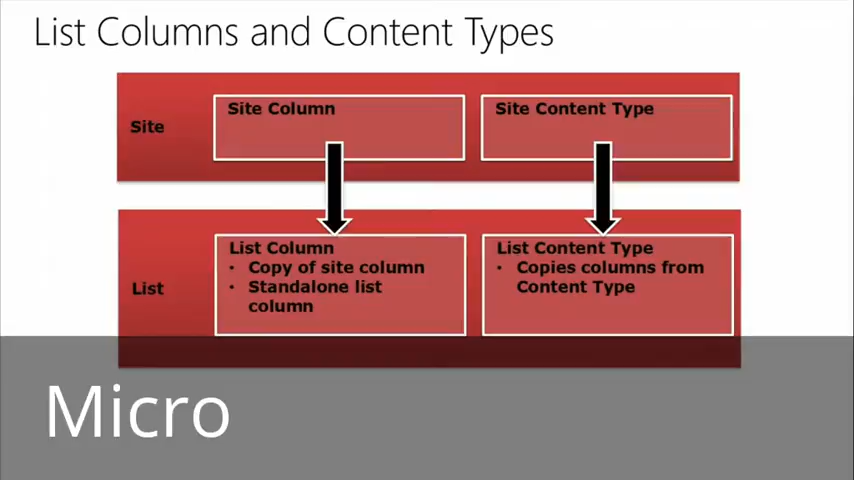 List Columns and Content Types
Site
Site Column
Site Content Type
List
List Column
• Copy of site column
• Standalone list
column
List Content Type
• Copies columns from
Content Type
Micro